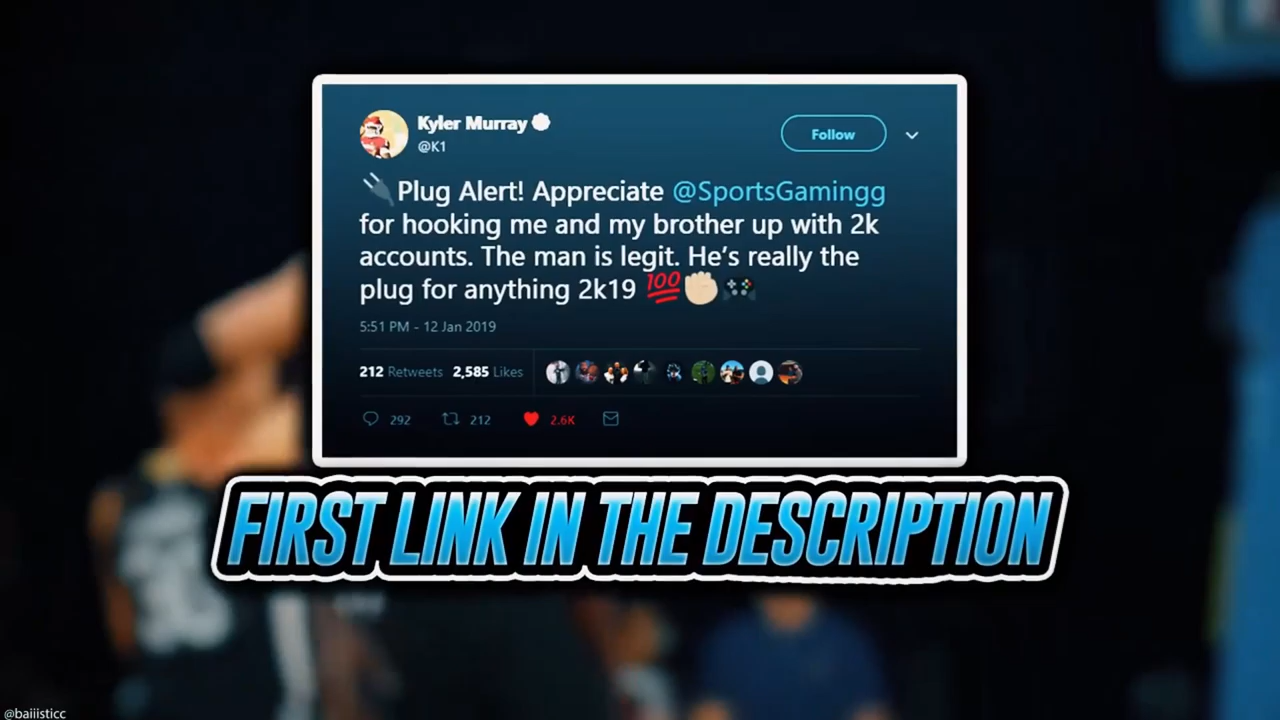 Kyler Murray
@K1
Follow
Plug Alert! Appreciate @SportsGamingg
for hooking me and my brother up with 2k
accounts. The man is legit. He's really the
plug for anything 2k19 💯✊🏼🎮
5:51 PM - 12 Jan 2019
212 Retweets 2,585 Likes
292 212 2.6K
FIRST LINK IN THE DESCRIPTION
@baiiisticc